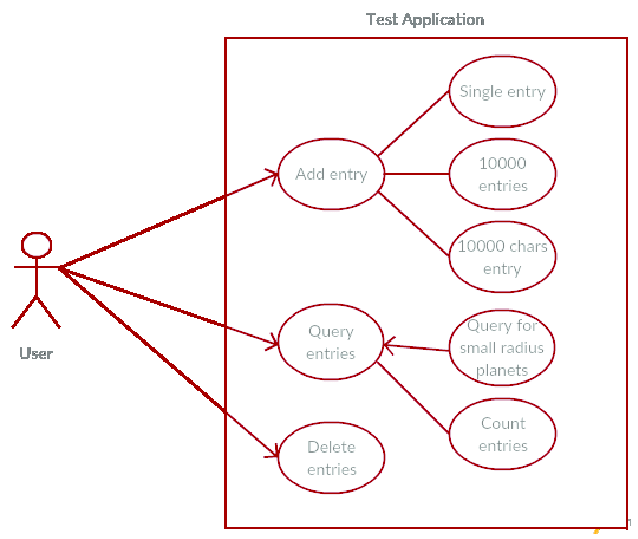 Test Application
Single entry
Add entry
10000
entries
10000 chars
entry
User
Query
entries
Query for
small radius
planets
Count
entries
Delete
entries